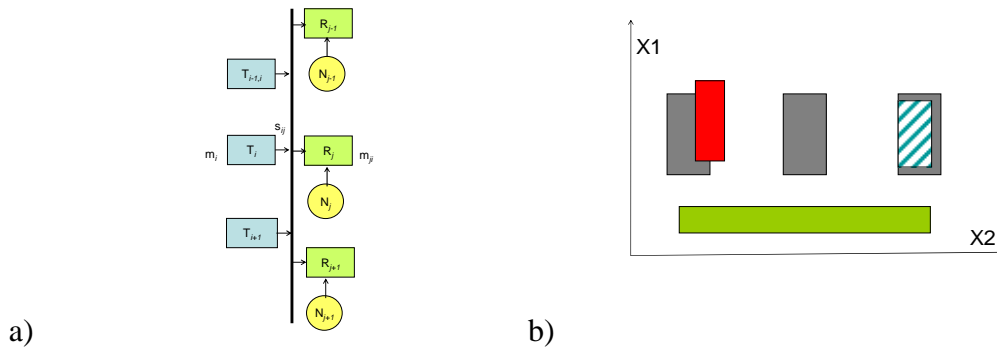 R_{j-1}
T_{i-1,i}
N_{j-1}
s_{ij}
m_i
T_i
R_j
m_{ji}
N_j
T_{i+1}
R_{j+1}
N_{j+1}
a)
X1
X2
b)